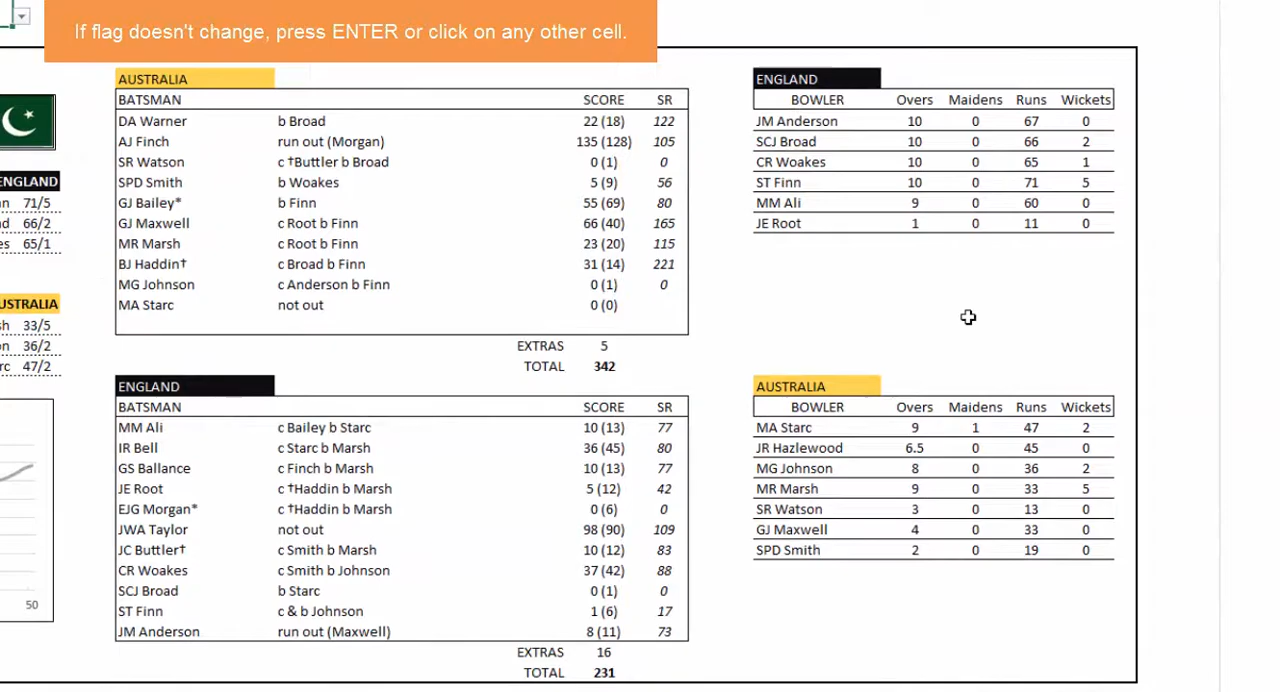 If flag doesn't change, press ENTER or click on any other cell.
ENGLAND
n 71/5
d 66/2
es 65/1
USTRALIA
sh 33/5
on 36/2
rc 47/2
50
AUSTRALIA
BATSMAN SCORE SR
DA Warner b Broad 22 (18) 122
AJ Finch run out (Morgan) 135 (128) 105
SR Watson c †Buttler b Broad 0 (1) 0
SPD Smith b Woakes 5 (9) 56
GJ Bailey* b Finn 55 (69) 80
GJ Maxwell c Root b Finn 66 (40) 165
MR Marsh c Root b Finn 23 (20) 115
BJ Haddin† c Broad b Finn 31 (14) 221
MG Johnson c Anderson b Finn 0 (1) 0
MA Starc not out 0 (0)
EXTRAS 5
TOTAL 342
ENGLAND
BOWLER Overs Maidens Runs Wickets
JM Anderson 10 0 67 0
SCJ Broad 10 0 66 2
CR Woakes 10 0 65 1
ST Finn 10 0 71 5
MM Ali 9 0 60 0
JE Root 1 0 11 0
ENGLAND
BATSMAN SCORE SR
MM Ali c Bailey b Starc 10 (13) 77
IR Bell c Starc b Marsh 36 (45) 80
GS Ballance c Finch b Marsh 10 (13) 77
JE Root c †Haddin b Marsh 5 (12) 42
EJG Morgan* c †Haddin b Marsh 0 (6) 0
JWA Taylor not out 98 (90) 109
JC Buttler† c Smith b Marsh 10 (12) 83
CR Woakes c Smith b Johnson 37 (42) 88
SCJ Broad b Starc 0 (1) 0
ST Finn c & b Johnson 1 (6) 17
JM Anderson run out (Maxwell) 8 (11) 73
EXTRAS 16
TOTAL 231
AUSTRALIA
BOWLER Overs Maidens Runs Wickets
MA Starc 9 1 47 2
JR Hazlewood 6.5 0 45 0
MG Johnson 8 0 36 2
MR Marsh 9 0 33 5
SR Watson 3 0 13 0
GJ Maxwell 4 0 33 0
SPD Smith 2 0 19 0